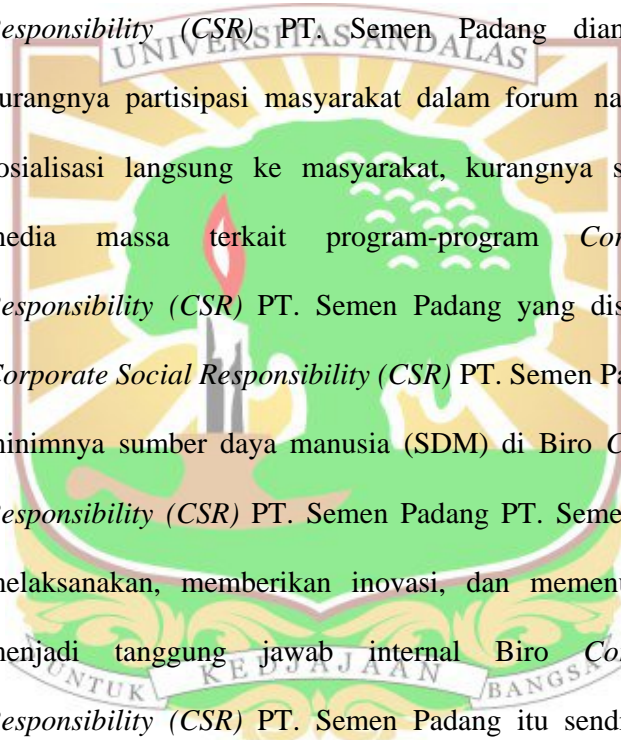 Responsibility (CSR) PT. Semen Padang
UNIVERSITAS ANDALAS
kurangnya partisipasi masyarakat dalam forum
sosialisasi langsung ke masyarakat, kurangnya
media massa terkait program-program
Responsibility (CSR) PT. Semen Padang yang
Corporate Social Responsibility (CSR) PT. Semen
minimnya sumber daya manusia (SDM) di Biro
Responsibility (CSR) PT. Semen Padang PT.
melaksanakan, memberikan inovasi, dan
menjadi tanggung jawab internal Biro
UNTUK KEDJAJAAN BANGSA
Responsibility (CSR) PT. Semen Padang itu